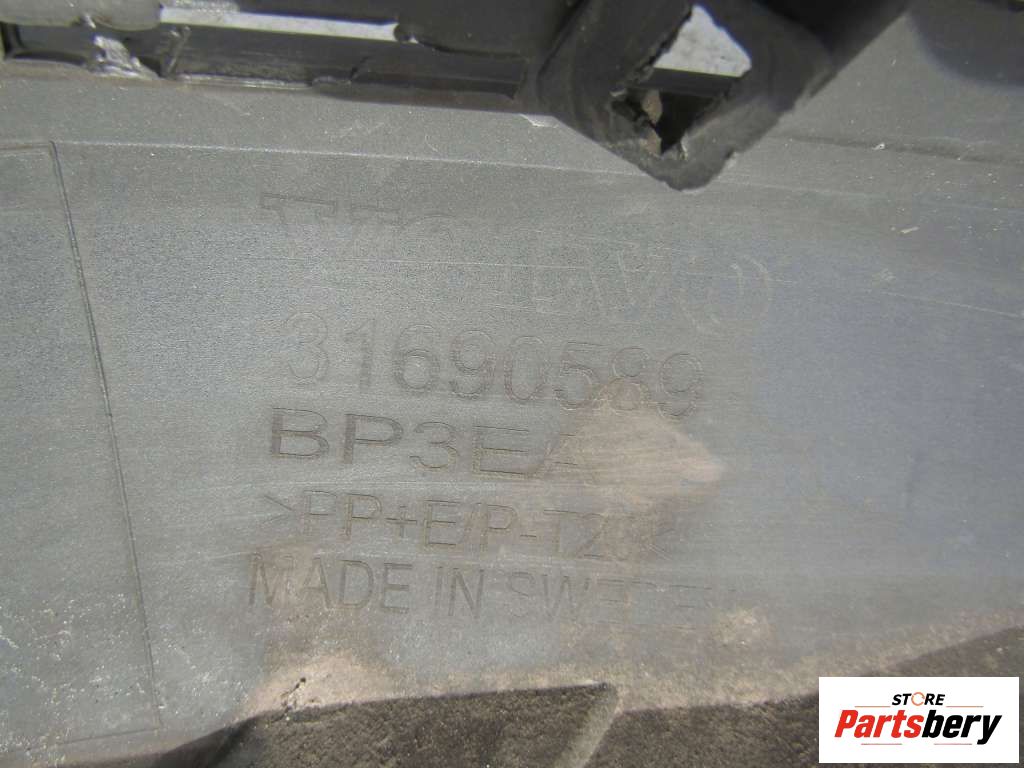 31690589
BP3EA
>PP+E/P-T20<
MADE IN SWEDEN
STORE
Partsbery